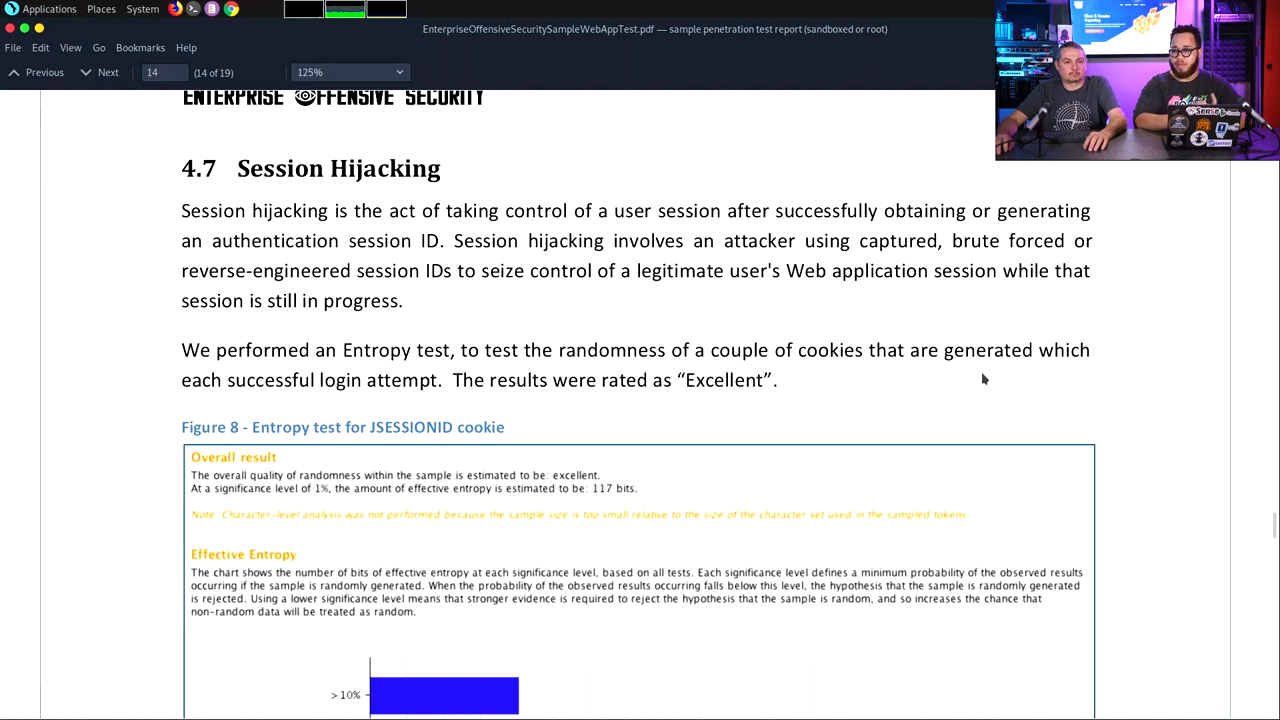 Applications Places System
EnterpriseOffensiveSecuritySampleWebAppTest.pdf — sample penetration test report (sandboxed or root)
File Edit View Go Bookmarks Help
Previous Next 14 (14 of 19) 125%
ENTERPRISE OFFENSIVE SECURITY
4.7 Session Hijacking
Session hijacking is the act of taking control of a user session after successfully obtaining or generating
an authentication session ID. Session hijacking involves an attacker using captured, brute forced or
reverse-engineered session IDs to seize control of a legitimate user's Web application session while that
session is still in progress.
We performed an Entropy test, to test the randomness of a couple of cookies that are generated which
each successful login attempt. The results were rated as “Excellent”.
Figure 8 - Entropy test for JSESSIONID cookie
Overall result
The overall quality of randomness within the sample is estimated to be: excellent.
At a significance level of 1%, the amount of effective entropy is estimated to be: 117 bits.
Note: Character-level analysis was not performed because the sample size is too small relative to the size of the character set used in the sampled tokens.
Effective Entropy
The chart shows the number of bits of effective entropy at each significance level, based on all tests. Each significance level defines a minimum probability of the observed results
occurring if the sample is randomly generated. When the probability of the observed results occurring falls below this level, the hypothesis that the sample is randomly generated
is rejected. Using a lower significance level means that stronger evidence is required to reject the hypothesis that the sample is random, and so increases the chance that
non-random data will be treated as random.
>10%